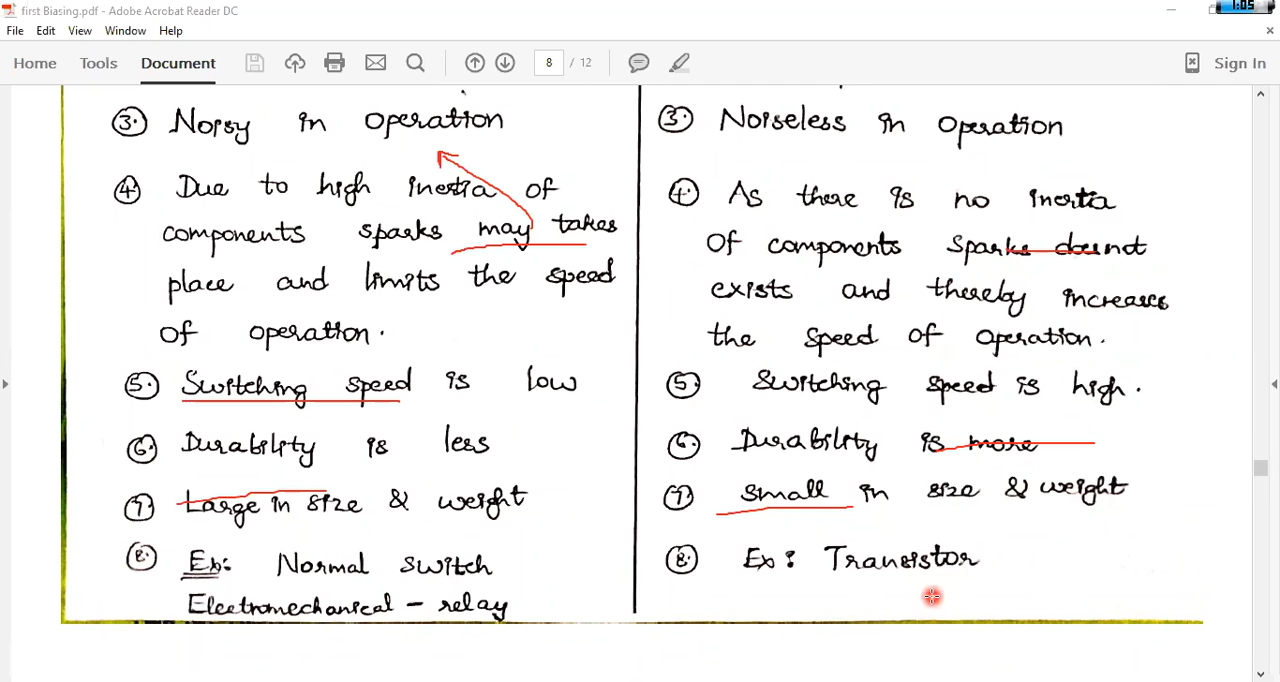 first Biasing.pdf - Adobe Acrobat Reader DC
1:05
File Edit View Window Help
Home Tools Document 8 / 12 Sign In
③. Noisy in operation
④ Due to high inertia of
components sparks may takes
place and limits the speed
of operation.
⑤. Switching speed is low
⑥. Durability is less
⑦. Large in size & weight
⑧. Ex: Normal switch
Electromechanical - relay
③. Noiseless in operation
④. As there is no inertia
of components sparks doesnot
exists and thereby increases
the speed of operation.
⑤ Switching speed is high.
⑥. Durability is more
⑦. Small in size & weight
⑧. Ex: Transistor